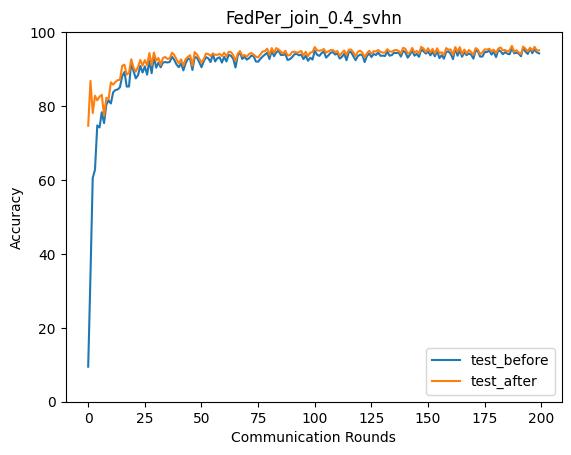 FedPer_join_0.4_svhn
100
80
60
40
20
0
Accuracy
0 25 50 75 100 125 150 175 200
Communication Rounds
test_before
test_after